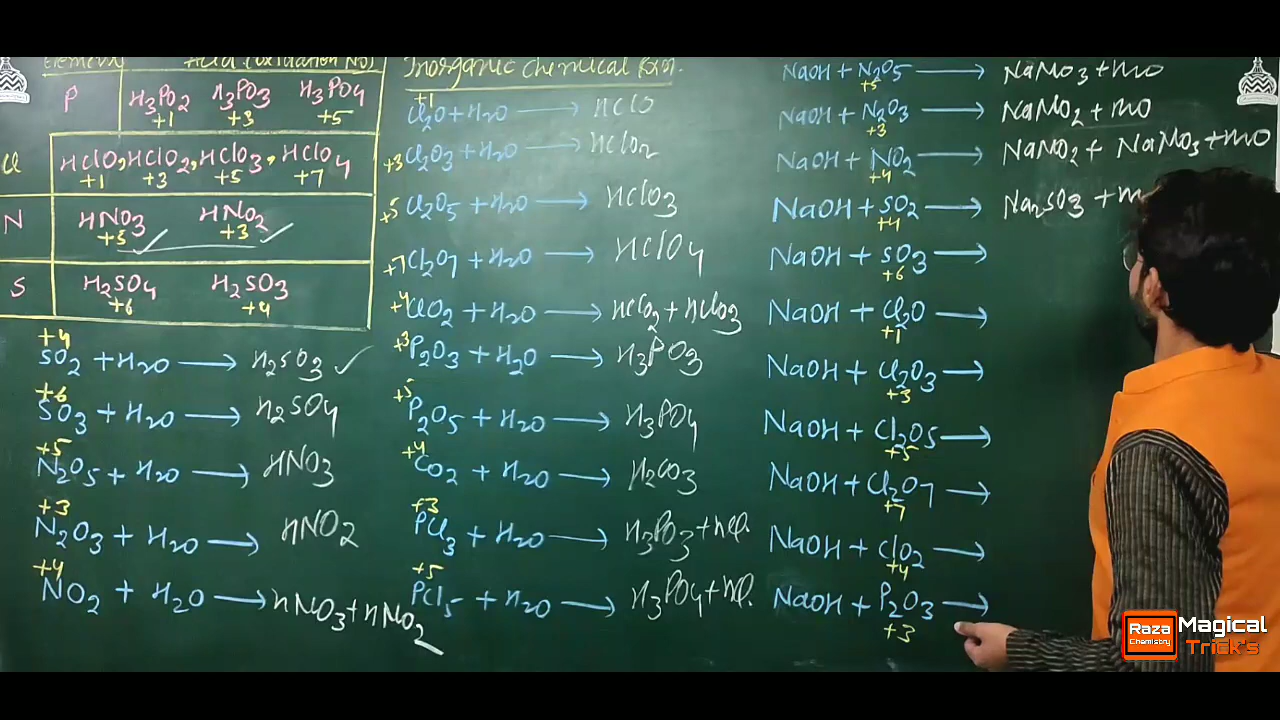 Element Acid (Oxidation No)
P H3PO2 H3PO3 H3PO4
+1 +3 +5
Cl HClO, HClO2, HClO3, HClO4
+1 +3 +5 +7
N HNO3 HNO2
+5 +3
S H2SO4 H2SO3
+6 +4
+4
SO2 + H2O → H2SO3 ✓
+6
SO3 + H2O → H2SO4
+5
N2O5 + H2O → HNO3
+3
N2O3 + H2O → HNO2
+4
NO2 + H2O → HNO3 + HNO2
Inorganic Chemical Rxn.
+1
Cl2O + H2O → HClO
+3 Cl2O3 + H2O → HClO2
+5 Cl2O5 + H2O → HClO3
+7 Cl2O7 + H2O → HClO4
+4 ClO2 + H2O → HClO2 + HClO3
+3 P2O3 + H2O → H3PO3
+5
P2O5 + H2O → H3PO4
+4
CO2 + H2O → H2CO3
+3
PCl3 + H2O → H3PO3 + HCl.
+5
PCl5 + H2O → H3PO4 + HCl.
NaOH + N2O5 → NaNO3 + H2O
+5
NaOH + N2O3 → NaNO2 + H2O
+3
NaOH + NO2 → NaNO2 + NaNO3 + H2O
+4
NaOH + SO2 → Na2SO3 +
+4
NaOH + SO3 →
+6
NaOH + Cl2O →
+1
NaOH + Cl2O3 →
+3
NaOH + Cl2O5 →
+5
NaOH + Cl2O7 →
+7
NaOH + ClO2 →
+4
NaOH + P2O3 →
+3
Raza Magical
Chemistry Trick's